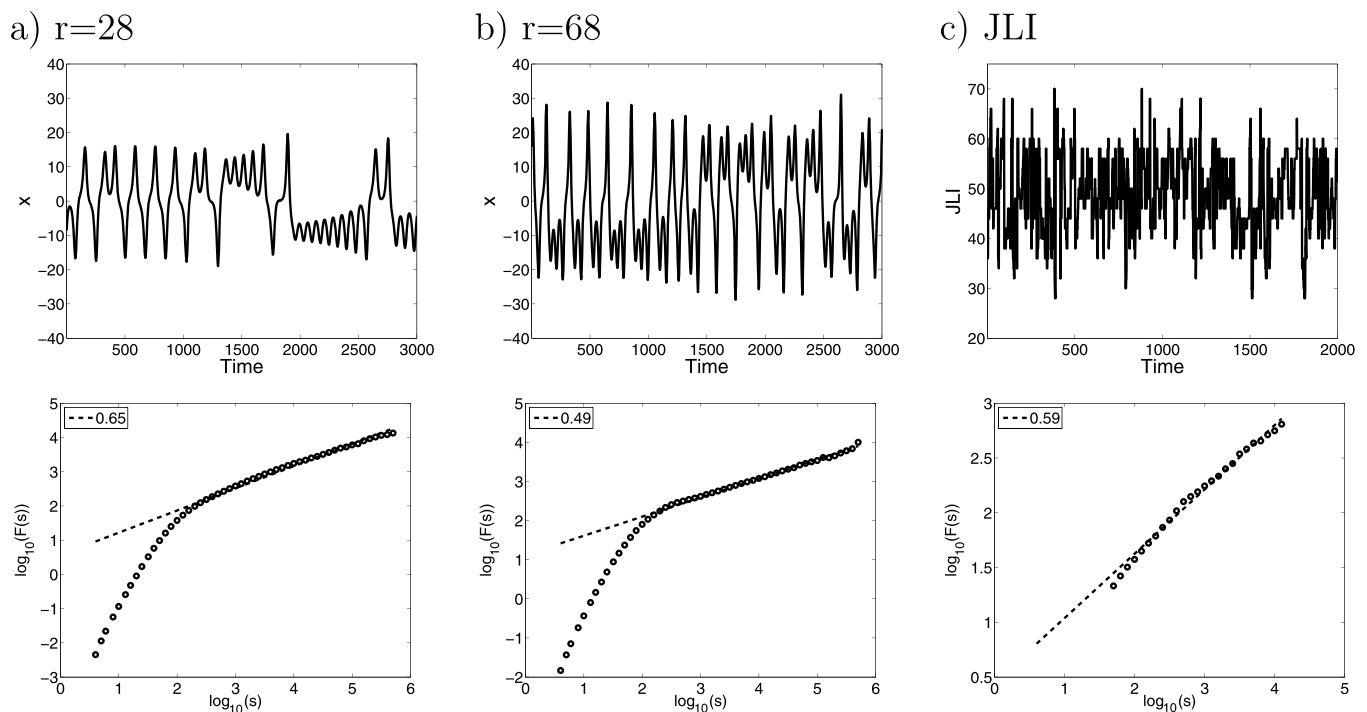 a) r=28
b) r=68
c) JLI
40
30
20
10
0
−10
−20
−30
−40
x
500 1000 1500 2000 2500 3000
Time
40
30
20
10
0
−10
−20
−30
−40
x
500 1000 1500 2000 2500 3000
Time
70
60
50
40
30
20
JLI
500 1000 1500 2000
Time
0.65
5
4
3
2
1
0
−1
−2
−3
log10(F(s))
0 1 2 3 4 5 6
log10(s)
0.49
5
4
3
2
1
0
−1
−2
log10(F(s))
0 1 2 3 4 5 6
log10(s)
0.59
3
2.5
2
1.5
1
0.5
log10(F(s))
0 1 2 3 4 5
log10(s)